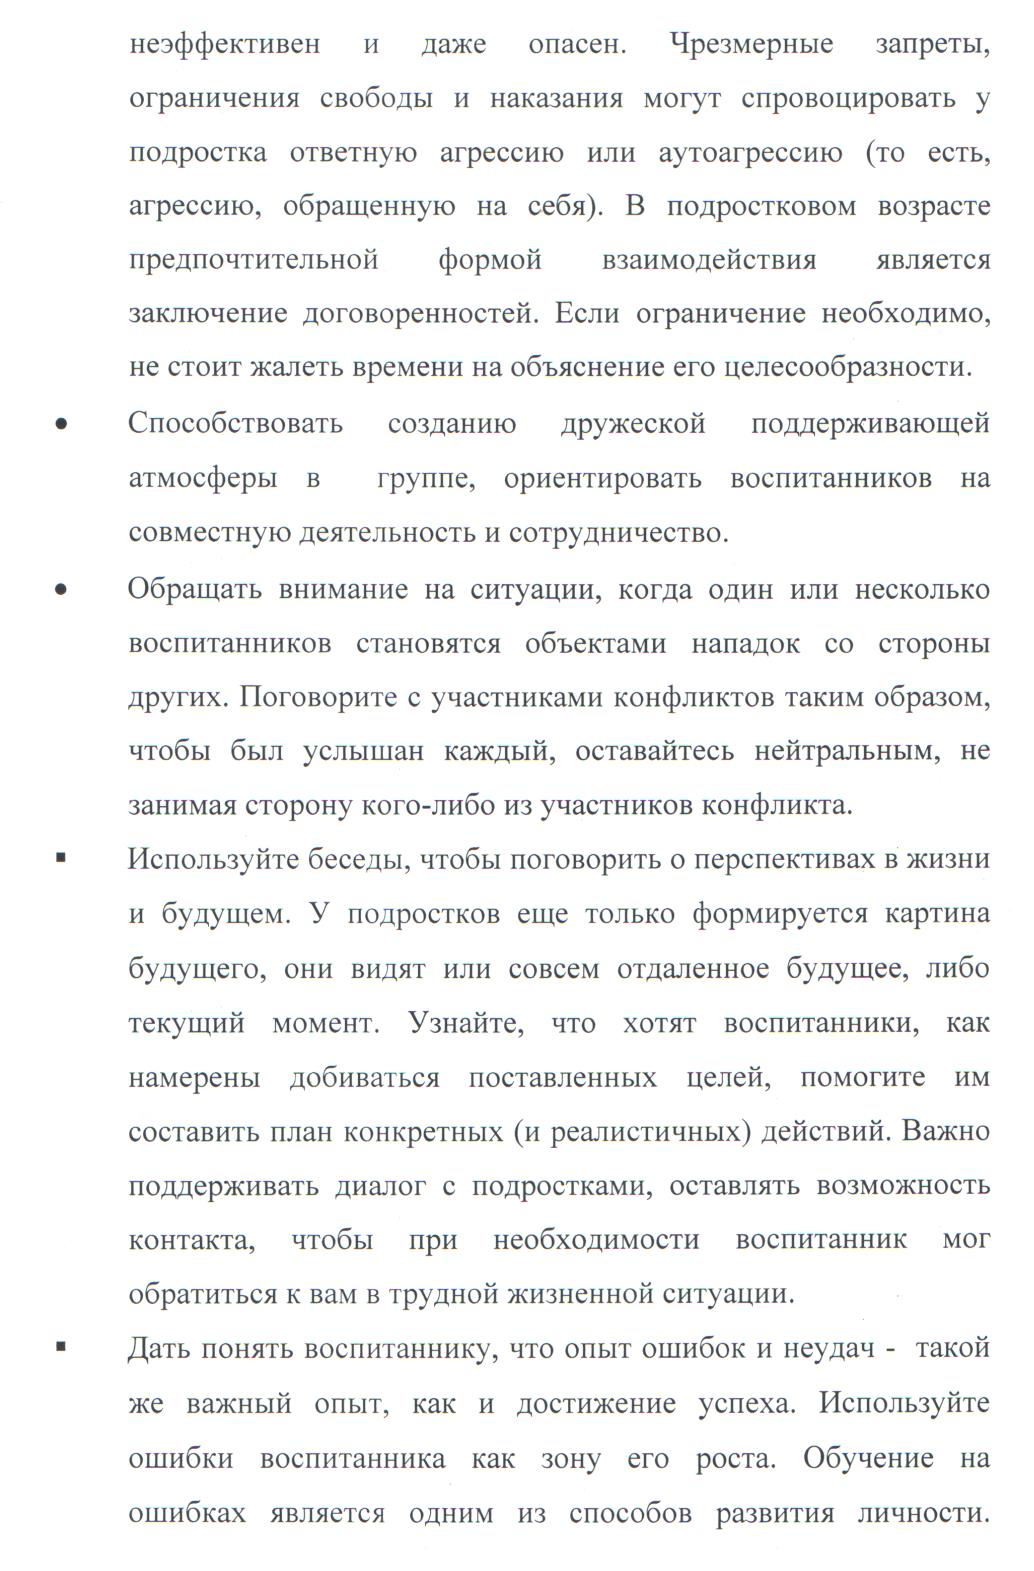 неэффективен и даже опасен. Чрезмерные запреты,
ограничения свободы и наказания могут спровоцировать у
подростка ответную агрессию или аутоагрессию (то есть,
агрессию, обращенную на себя). В подростковом возрасте
предпочтительной формой взаимодействия является
заключение договоренностей. Если ограничение необходимо,
не стоит жалеть времени на объяснение его целесообразности.
● Способствовать созданию дружеской поддерживающей
атмосферы в группе, ориентировать воспитанников на
совместную деятельность и сотрудничество.
● Обращать внимание на ситуации, когда один или несколько
воспитанников становятся объектами нападок со стороны
других. Поговорите с участниками конфликтов таким образом,
чтобы был услышан каждый, оставайтесь нейтральным, не
занимая сторону кого-либо из участников конфликта.
▪ Используйте беседы, чтобы поговорить о перспективах в жизни
и будущем. У подростков еще только формируется картина
будущего, они видят или совсем отдаленное будущее, либо
текущий момент. Узнайте, что хотят воспитанники, как
намерены добиваться поставленных целей, помогите им
составить план конкретных (и реалистичных) действий. Важно
поддерживать диалог с подростками, оставлять возможность
контакта, чтобы при необходимости воспитанник мог
обратиться к вам в трудной жизненной ситуации.
▪ Дать понять воспитаннику, что опыт ошибок и неудач - такой
же важный опыт, как и достижение успеха. Используйте
ошибки воспитанника как зону его роста. Обучение на
ошибках является одним из способов развития личности.